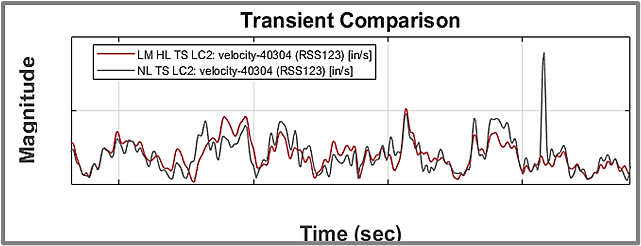 Transient Comparison
LM HL TS LC2: velocity-40304 (RSS123) [in/s]
NL TS LC2: velocity-40304 (RSS123) [in/s]
Magnitude
Time (sec)